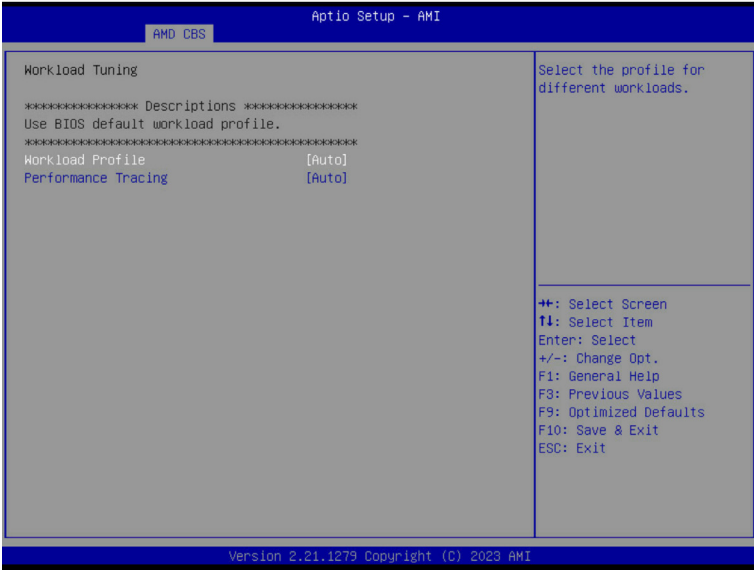 Aptio Setup – AMI
AMD CBS
Workload Tuning
*************** Descriptions ***************
Use BIOS default workload profile.
********************************************
Workload Profile [Auto]
Performance Tracing [Auto]
Select the profile for
different workloads.
→←: Select Screen
↑↓: Select Item
Enter: Select
+/-: Change Opt.
F1: General Help
F3: Previous Values
F9: Optimized Defaults
F10: Save & Exit
ESC: Exit
Version 2.21.1279 Copyright (C) 2023 AMI